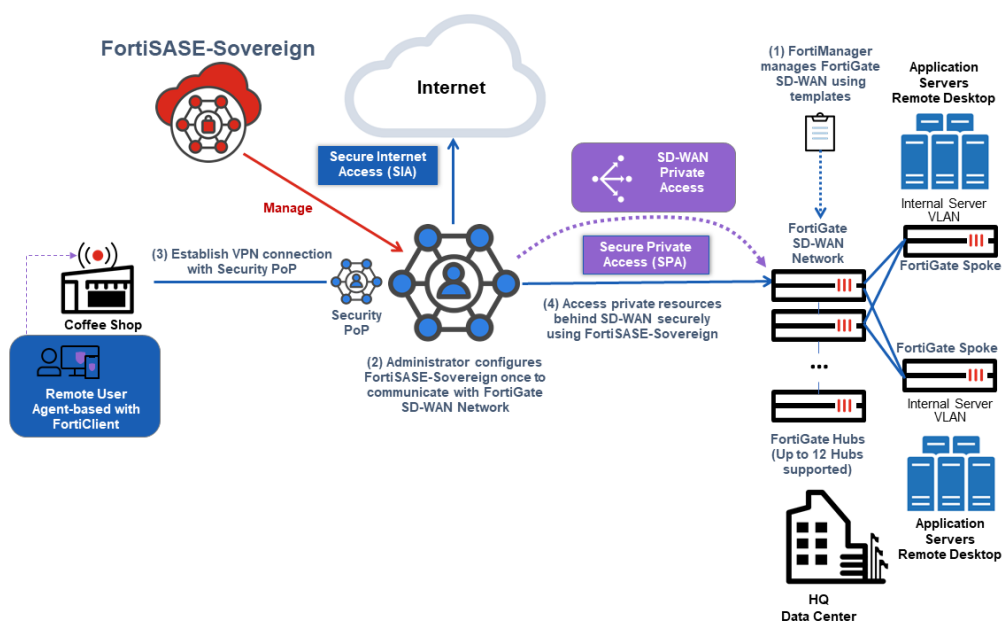 FortiSASE-Sovereign
Internet
(1) FortiManager
manages FortiGate
SD-WAN using
templates
Application
Servers
Remote Desktop
Secure Internet
Access (SIA)
SD-WAN
Private
Access
Manage
Internal Server
VLAN
FortiGate
SD-WAN
Network
Secure Private
Access (SPA)
FortiGate Spoke
(3) Establish VPN connection
with Security PoP
Security
PoP
(4) Access private resources
behind SD-WAN securely
using FortiSASE-Sovereign
Coffee Shop
(2) Administrator configures
FortiSASE-Sovereign once to
communicate with FortiGate
SD-WAN Network
FortiGate Spoke
...
Remote User
Agent-based with
FortiClient
Internal Server
VLAN
FortiGate Hubs
(Up to 12 Hubs
supported)
Application
Servers
Remote Desktop
HQ
Data Center